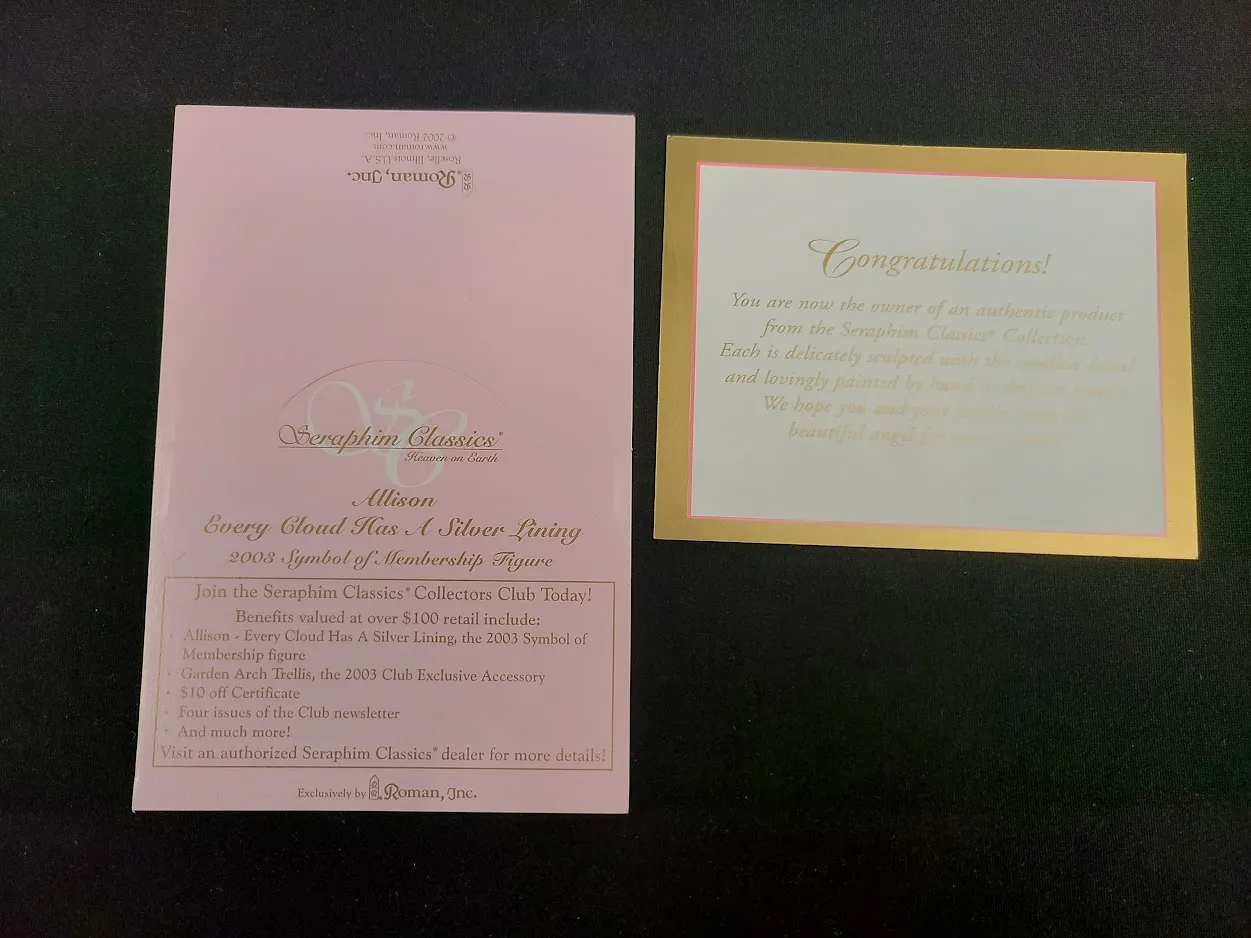 © 2002 Roman, Inc.
www.roman.com
Roselle, Illinois U.S.A.
Roman, Inc.®
SC
Seraphim Classics®
Heaven on Earth
Allison
Every Cloud Has A Silver Lining
2003 Symbol of Membership Figure
Join the Seraphim Classics® Collectors Club Today!
Benefits valued at over $100 retail include:
· Allison - Every Cloud Has A Silver Lining, the 2003 Symbol of
Membership figure
· Garden Arch Trellis, the 2003 Club Exclusive Accessory
· $10 off Certificate
· Four issues of the Club newsletter
· And much more!
Visit an authorized Seraphim Classics® dealer for more details!
Exclusively by Roman, Inc.
Congratulations!
You are now the owner of an authentic product
from the Seraphim Classics® Collection.
Each is delicately sculpted with the detail
and lovingly painted by hand
We hope you and your
beautiful angel for